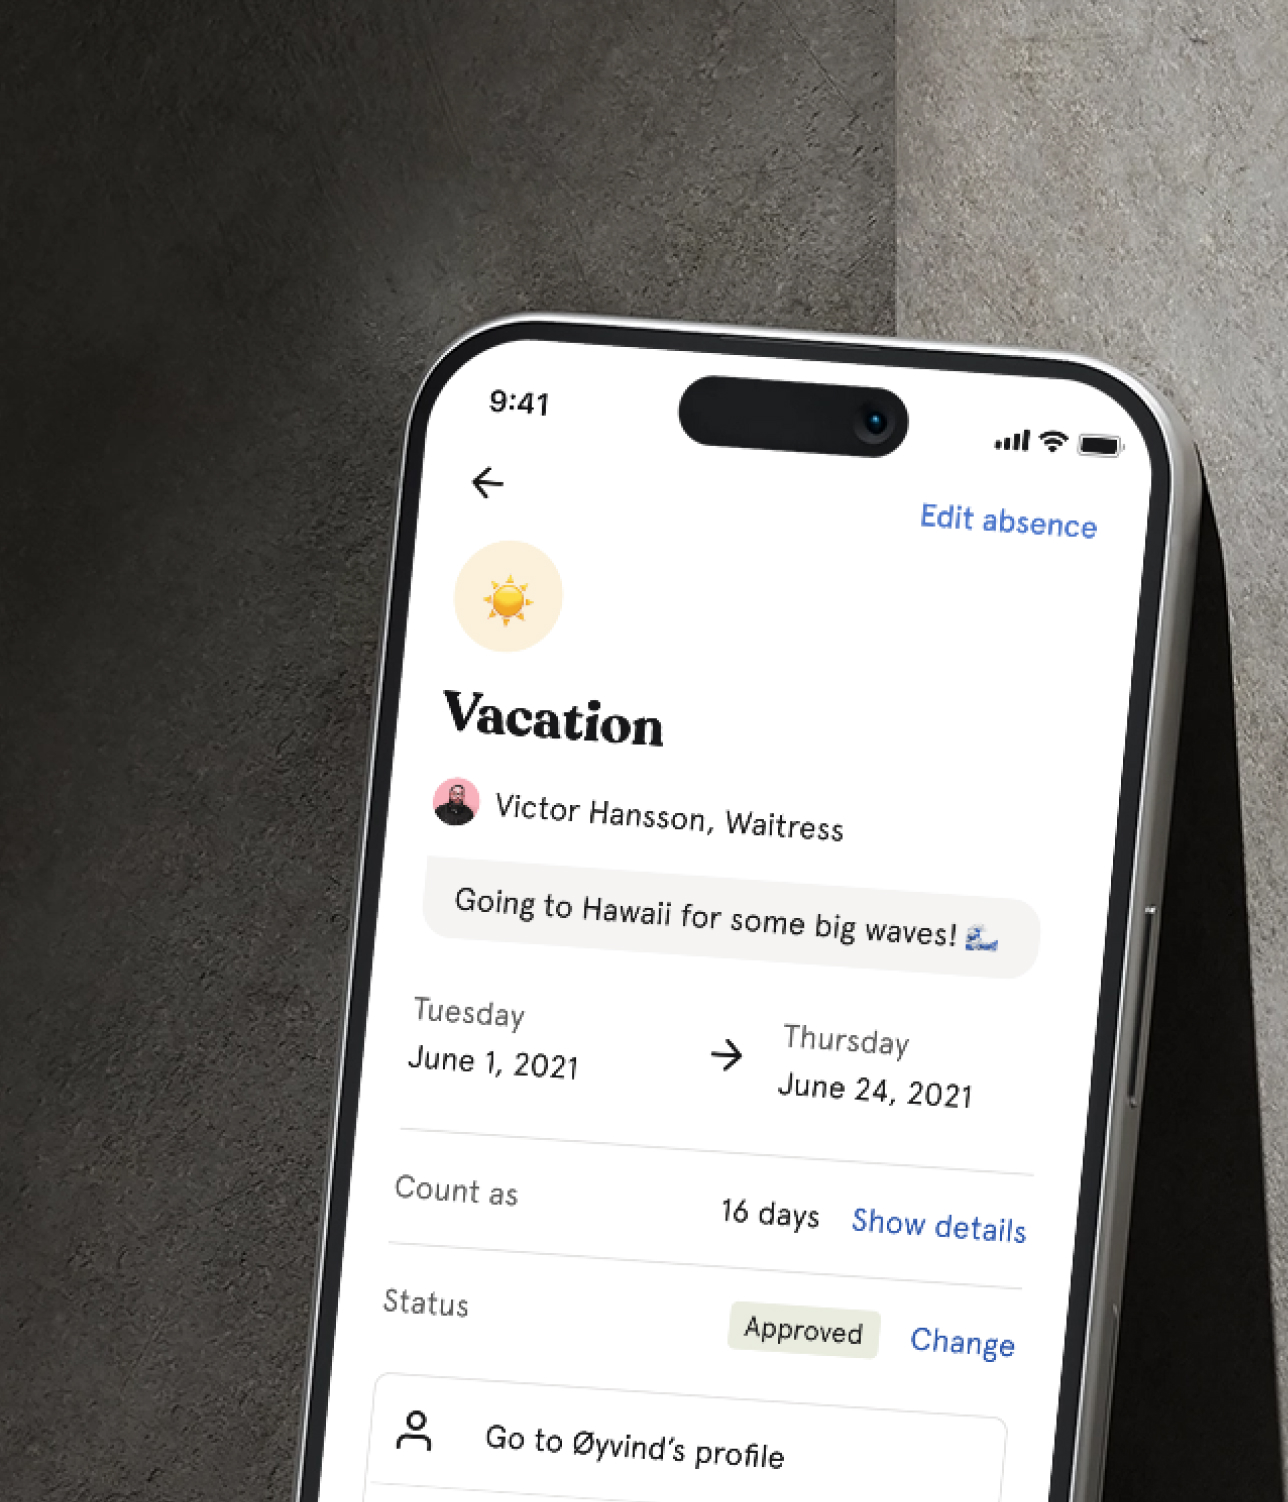 9:41
Edit absence
Vacation
Victor Hansson, Waitress
Going to Hawaii for some big waves! 🌊
Tuesday
June 1, 2021
Thursday
June 24, 2021
Count as
16 days
Show details
Status
Approved
Change
Go to Øyvind's profile